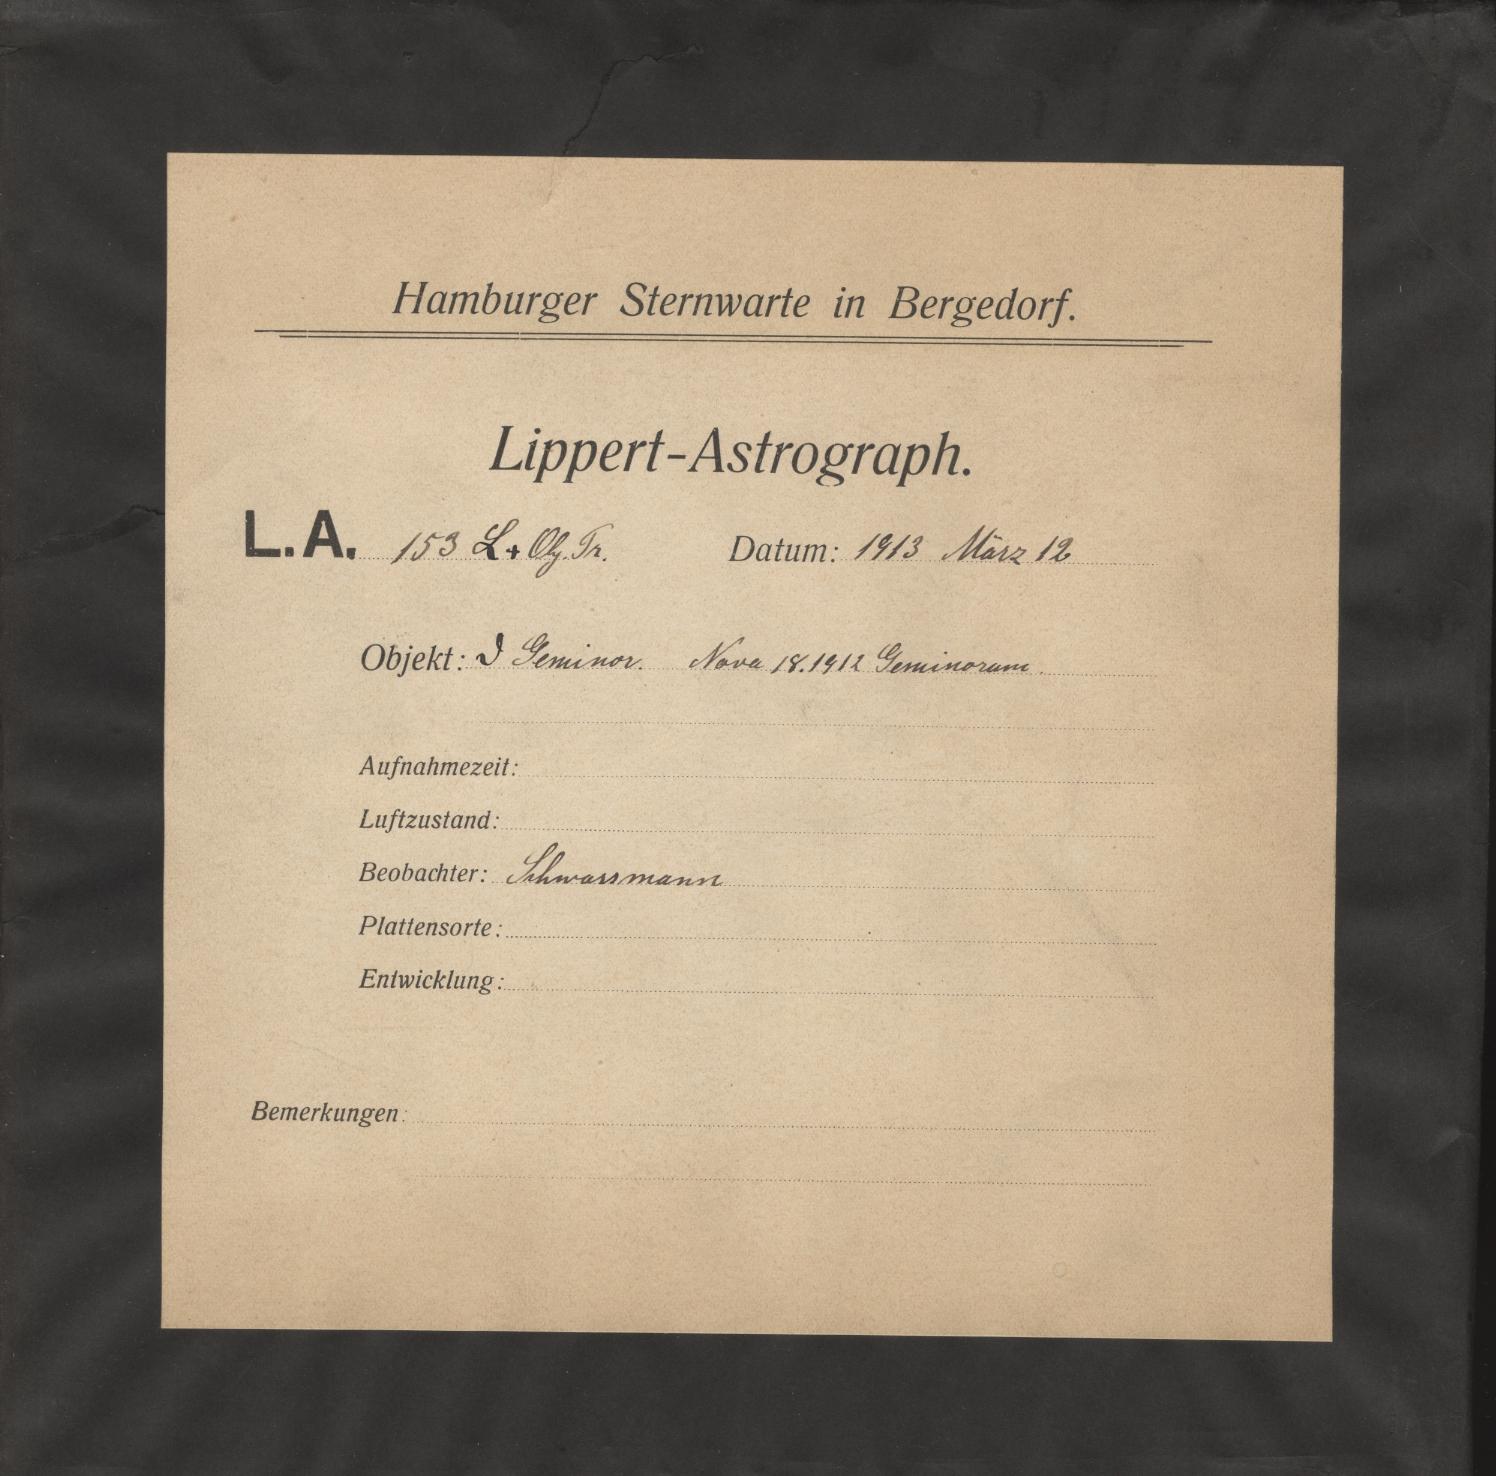 Hamburger Sternwarte in Bergedorf.
Lippert-Astrograph.
L.A. 153 L + Obj. Pr. Datum: 1913 März 12
Objekt: ϑ Geminor. Nova 18.1912 Geminorum.
Aufnahmezeit:
Luftzustand:
Beobachter: Schwassmann
Plattensorte:
Entwicklung:
Bemerkungen: